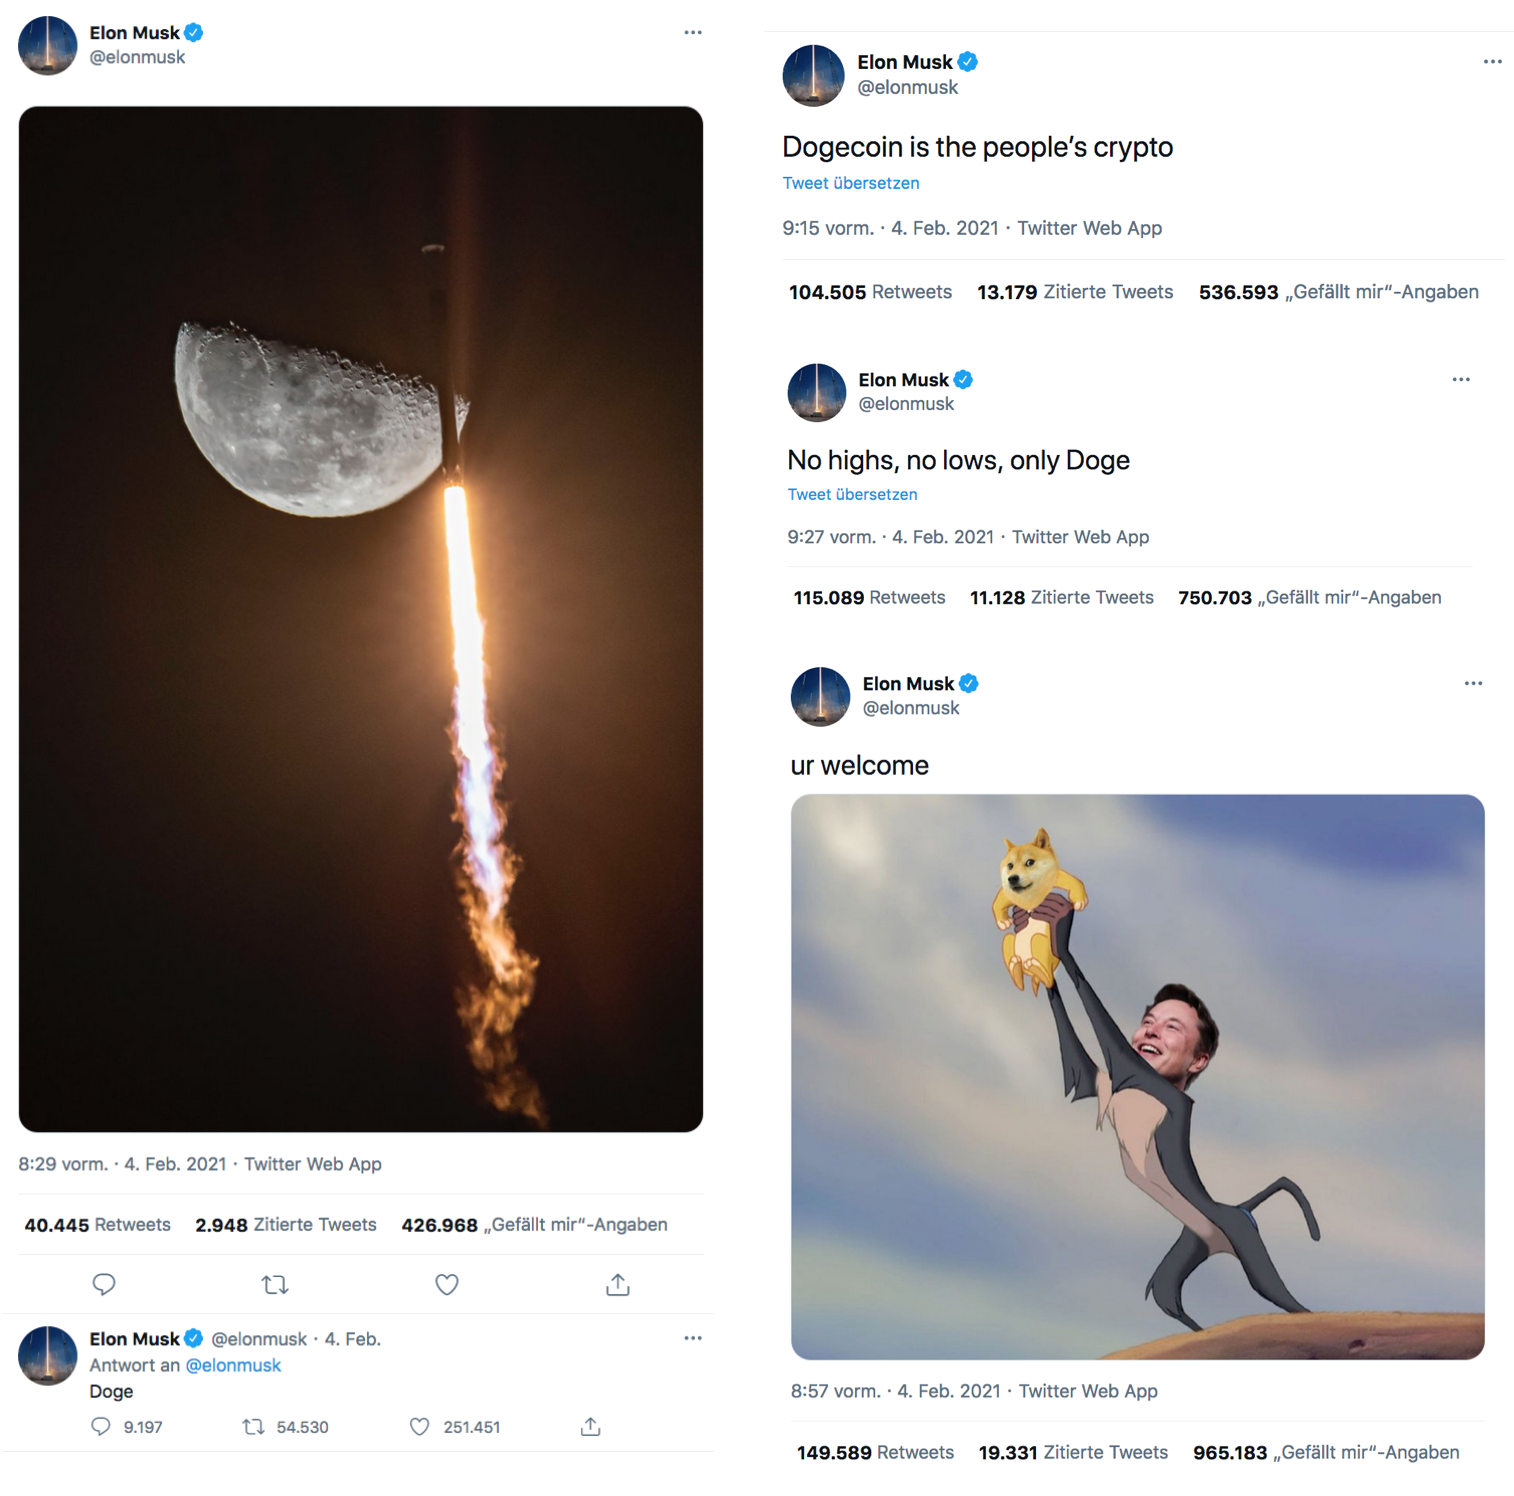 Elon Musk
@elonmusk
8:29 vorm. · 4. Feb. 2021 · Twitter Web App
40.445 Retweets 2.948 Zitierte Tweets 426.968 „Gefällt mir“-Angaben
Elon Musk @elonmusk · 4. Feb.
Antwort an @elonmusk
Doge
9.197 54.530 251.451
Elon Musk
@elonmusk
Dogecoin is the people’s crypto
Tweet übersetzen
9:15 vorm. · 4. Feb. 2021 · Twitter Web App
104.505 Retweets 13.179 Zitierte Tweets 536.593 „Gefällt mir“-Angaben
Elon Musk
@elonmusk
No highs, no lows, only Doge
Tweet übersetzen
9:27 vorm. · 4. Feb. 2021 · Twitter Web App
115.089 Retweets 11.128 Zitierte Tweets 750.703 „Gefällt mir“-Angaben
Elon Musk
@elonmusk
ur welcome
8:57 vorm. · 4. Feb. 2021 · Twitter Web App
149.589 Retweets 19.331 Zitierte Tweets 965.183 „Gefällt mir“-Angaben